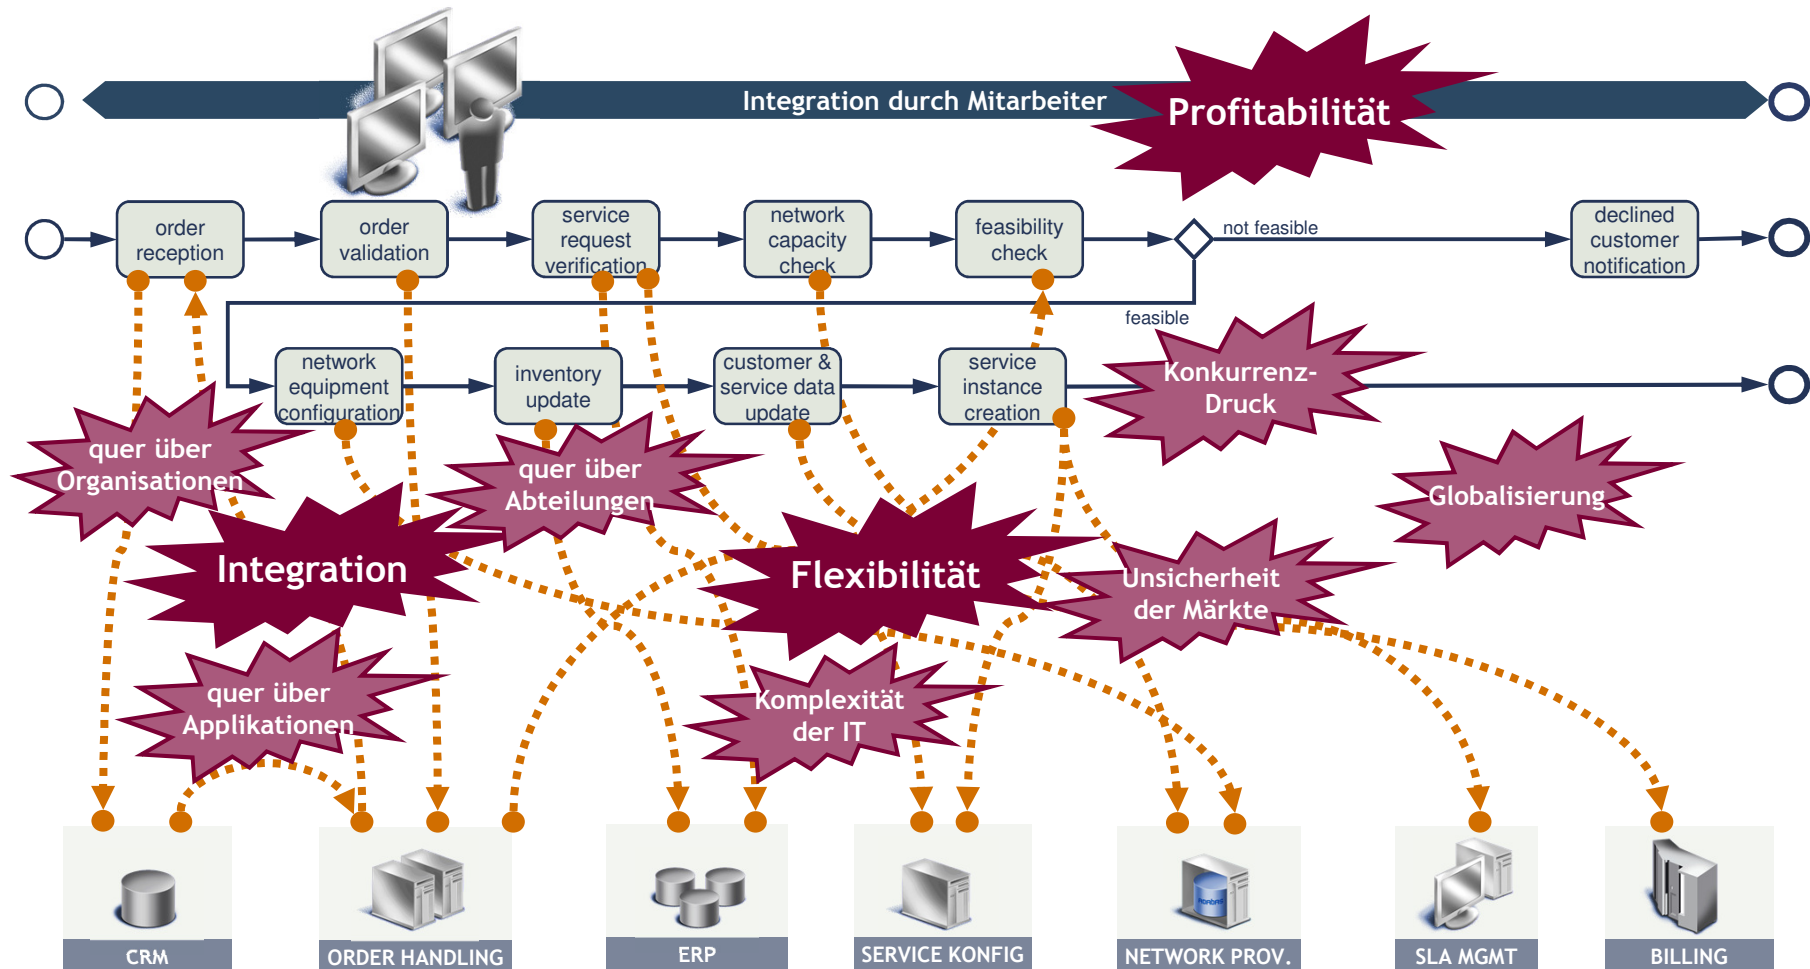 Integration durch Mitarbeiter
Profitabilität
order
reception
order
validation
service
request
verification
network
capacity
check
feasibility
check
not feasible
declined
customer
notification
feasible
network
equipment
configuration
inventory
update
customer &
service data
update
service
instance
creation
Konkurrenz-
Druck
quer über
Organisationen
quer über
Abteilungen
Globalisierung
Integration
Flexibilität
Unsicherheit
der Märkte
quer über
Applikationen
Komplexität
der IT
CRM
ORDER HANDLING
ERP
SERVICE KONFIG
NETWORK PROV.
SLA MGMT
BILLING